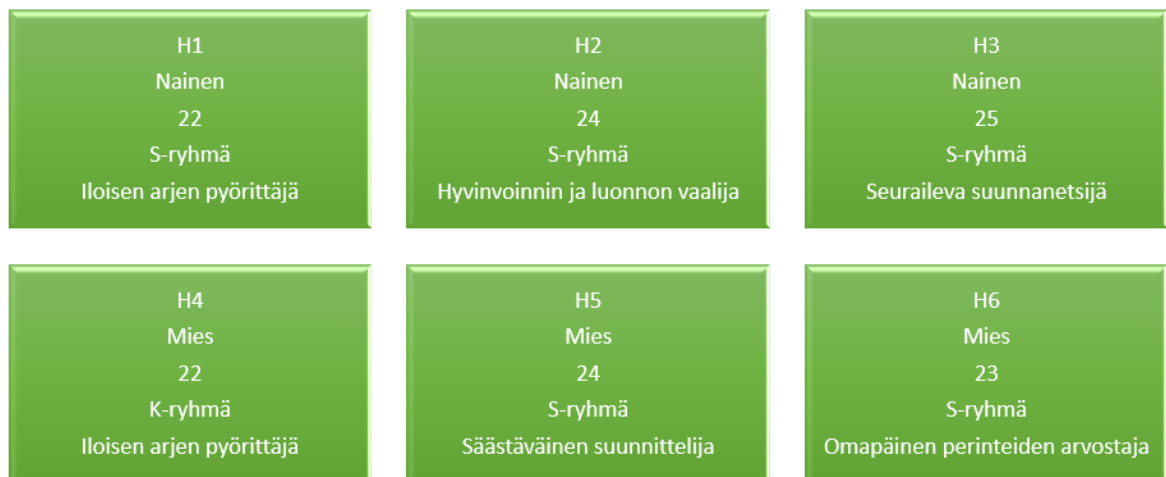 H1
Nainen
22
S-ryhmä
Iloisen arjen pyörittäjä
H2
Nainen
24
S-ryhmä
Hyvinvoinnin ja luonnon vaalija
H3
Nainen
25
S-ryhmä
Seuraileva suunnanetsijä
H4
Mies
22
K-ryhmä
Iloisen arjen pyörittäjä
H5
Mies
24
S-ryhmä
Säästäväinen suunnittelija
H6
Mies
23
S-ryhmä
Omapäinen perinteiden arvostaja